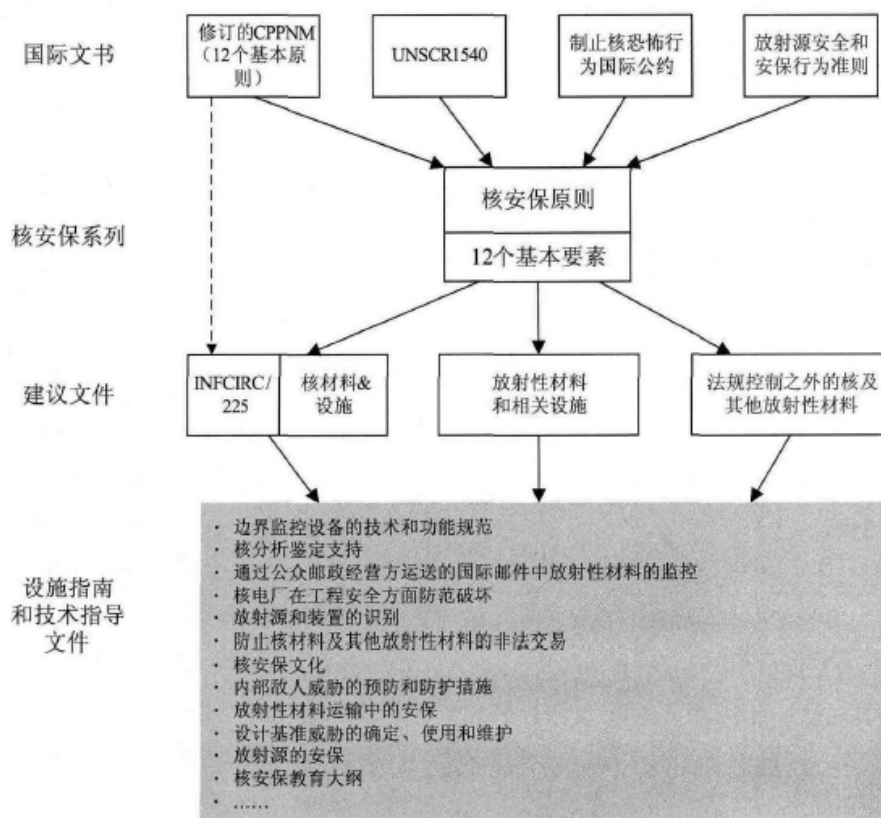 国际文书
修订的CPPNM
（12个基本原
则）
UNSCR1540
制止核恐怖行
为国际公约
放射源安全和
安保行为准则
核安保系列
核安保原则
12个基本要素
建议文件
INFCIRC/
225
核材料&
设施
放射性材料
和相关设施
法规控制之外的核及
其他放射性材料
设施指南
和技术指导
文件
· 边界监控设备的技术和功能规范
· 核分析鉴定支持
· 通过公众邮政经营方运送的国际邮件中放射性材料的监控
· 核电厂在工程安全方面防范破坏
· 放射源和装置的识别
· 防止核材料及其他放射性材料的非法交易
· 核安保文化
· 内部敌人威胁的预防和防护措施
· 放射性材料运输中的安保
· 设计基准威胁的确定、使用和维护
· 放射源的安保
· 核安保教育大纲
· ……